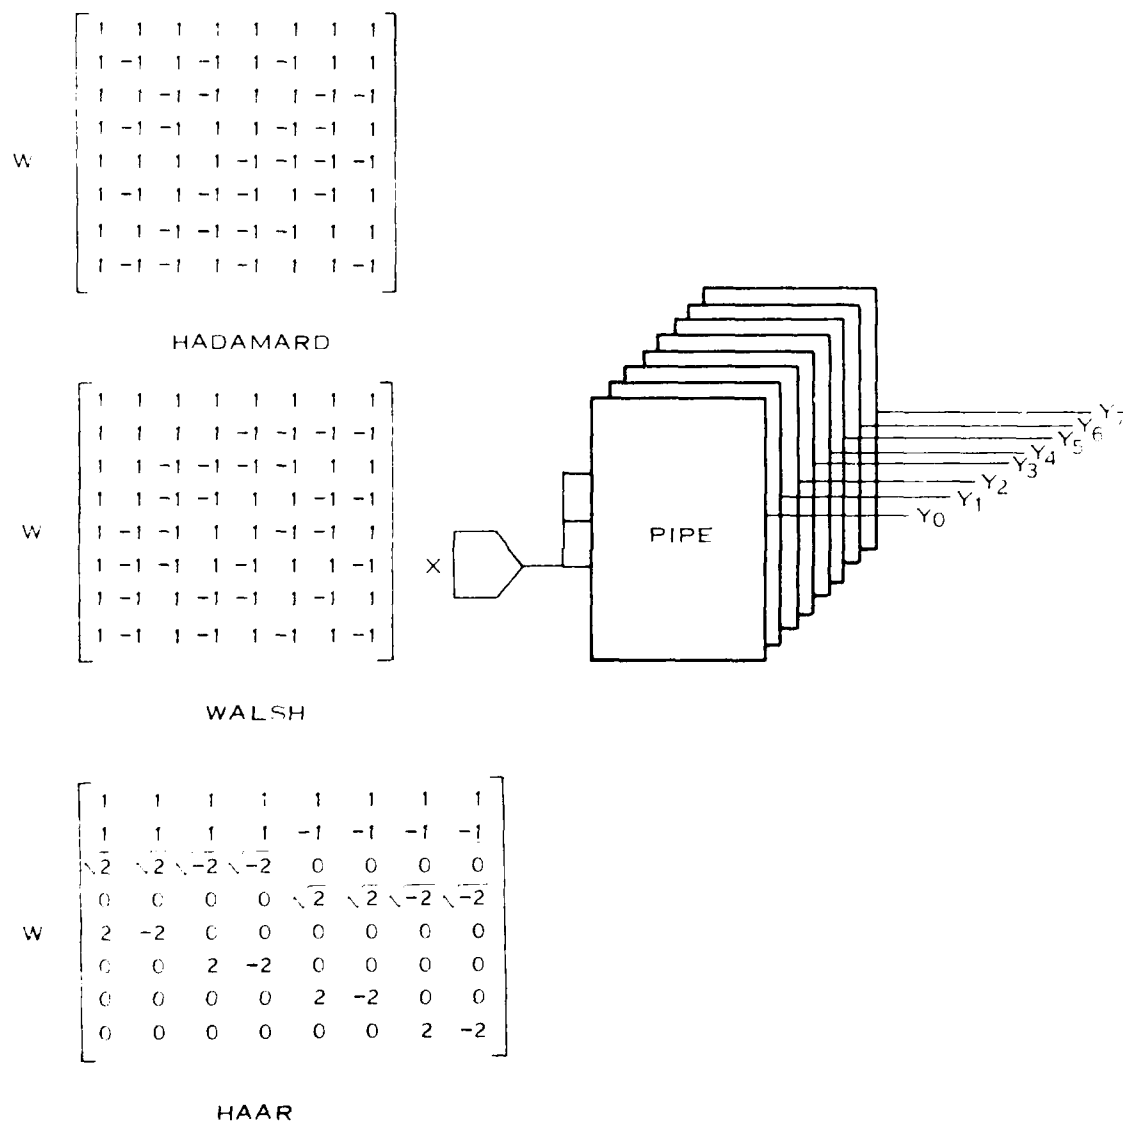 1 1 1 1 1 1 1 1
1 -1 1 -1 1 -1 1 1
1 1 -1 -1 1 1 -1 -1
1 -1 -1 1 1 -1 -1 1
W 1 1 1 1 -1 -1 -1 -1
1 -1 1 -1 -1 1 -1 1
1 1 -1 -1 -1 -1 1 1
1 -1 -1 1 -1 1 1 -1
HADAMARD
1 1 1 1 1 1 1 1
1 1 1 1 -1 -1 -1 -1
1 1 -1 -1 -1 -1 1 1
1 1 -1 -1 1 1 -1 -1
W 1 -1 -1 1 1 -1 -1 1
1 -1 -1 1 -1 1 1 -1
1 -1 1 -1 -1 1 -1 1
1 -1 1 -1 1 -1 1 -1
WALSH
X
PIPE
Y7
Y6
Y5
Y4
Y3
Y2
Y1
Y0
1 1 1 1 1 1 1 1
1 1 1 1 -1 -1 -1 -1
√2 √2 √-2 √-2 0 0 0 0
0 0 0 0 √2 √2 √-2 √-2
W 2 -2 0 0 0 0 0 0
0 0 2 -2 0 0 0 0
0 0 0 0 2 -2 0 0
0 0 0 0 0 0 2 -2
HAAR